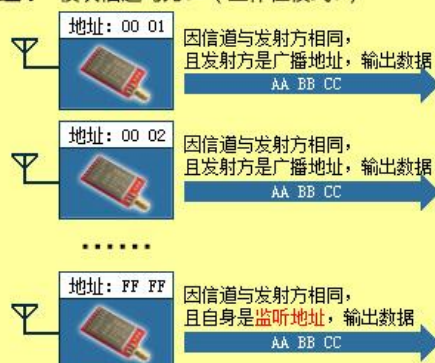 地址：00 01
因信道与发射方相同，
且发射方是广播地址，输出数据
AA BB CC
地址：00 02
因信道与发射方相同，
且发射方是广播地址，输出数据
AA BB CC
……
地址：FF FF
因信道与发射方相同，
且自身是监听地址，输出数据